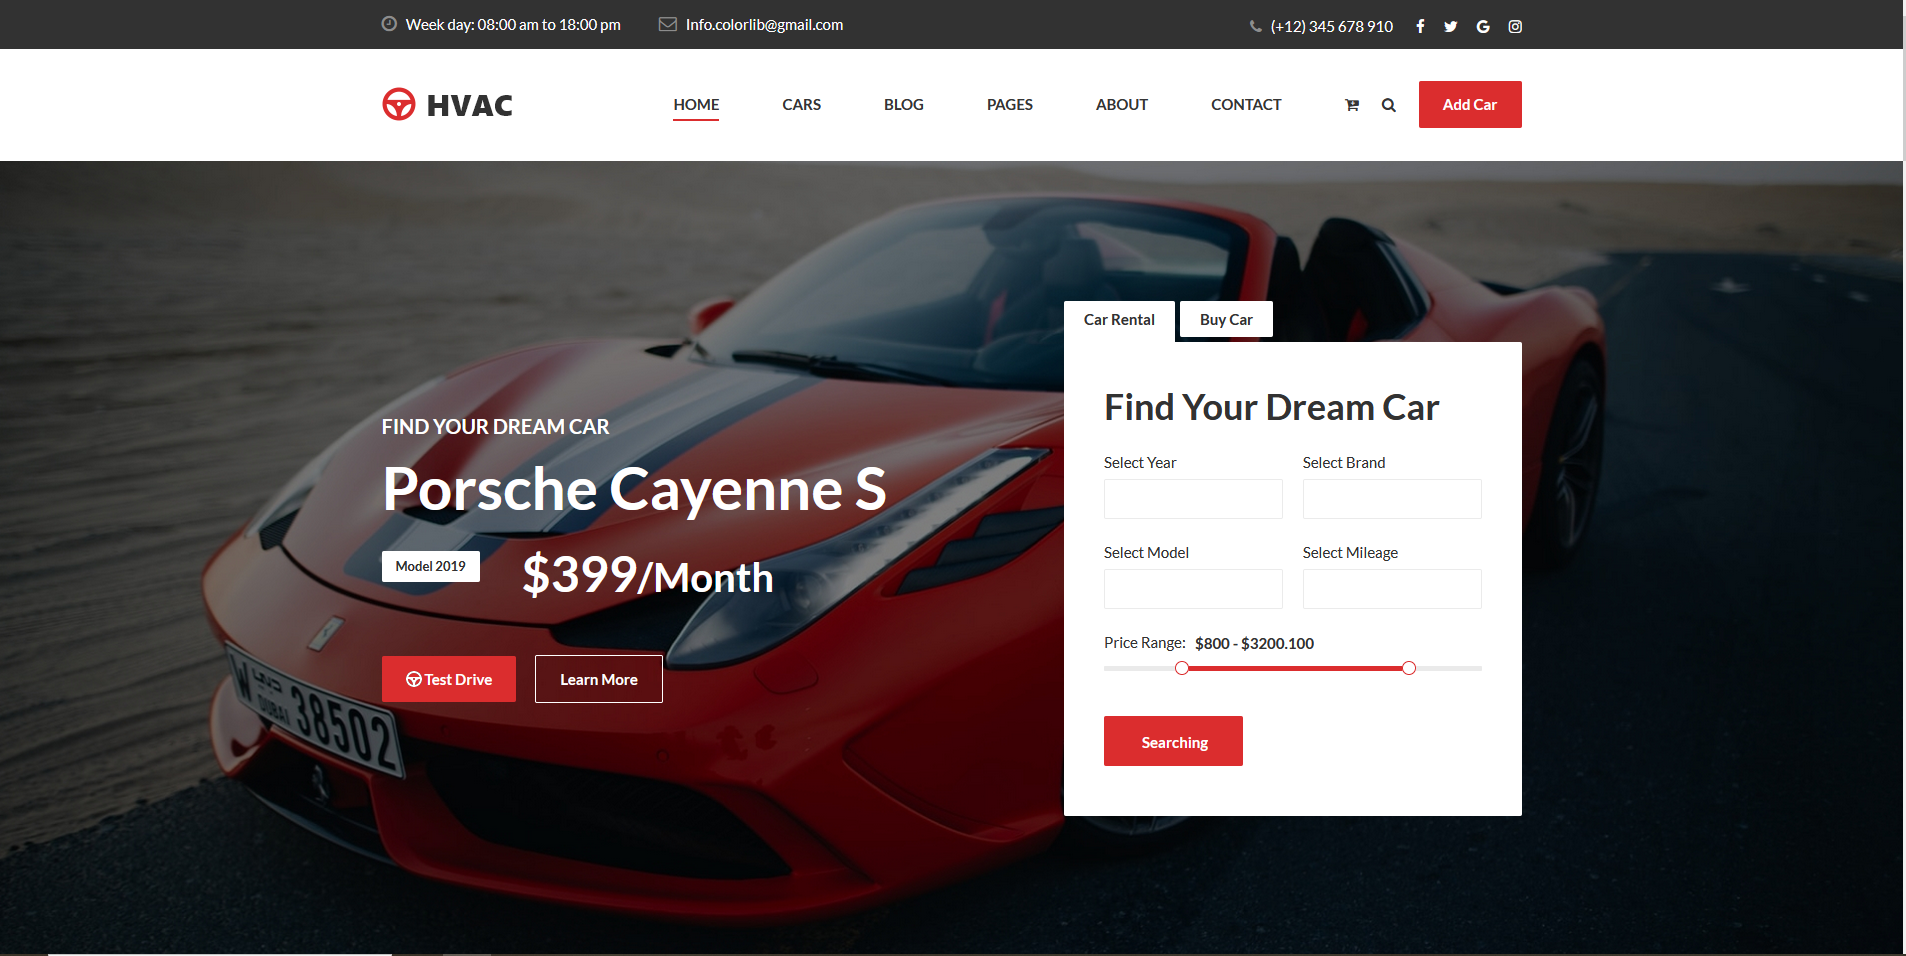 Week day: 08:00 am to 18:00 pm
Info.colorlib@gmail.com
(+12) 345 678 910
HVAC
HOME
CARS
BLOG
PAGES
ABOUT
CONTACT
Add Car
Car Rental
Buy Car
FIND YOUR DREAM CAR
Porsche Cayenne S
Model 2019
$399/Month
Test Drive
Learn More
Find Your Dream Car
Select Year
Select Brand
Select Model
Select Mileage
Price Range: $800 - $3200.100
Searching
W DUBAI 38502